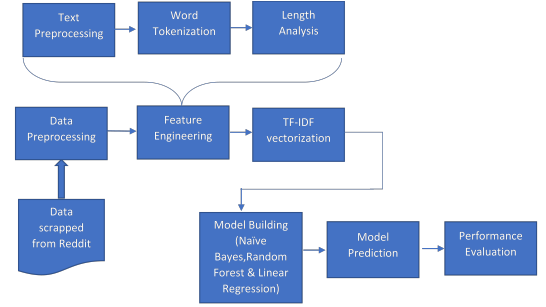 Text
Preprocessing
Word
Tokenization
Length
Analysis
Data
Preprocessing
Feature
Engineering
TF-IDF
vectorization
Data
scrapped
from Reddit
Model Building
(Naïve
Bayes,Random
Forest & Linear
Regression)
Model
Prediction
Performance
Evaluation